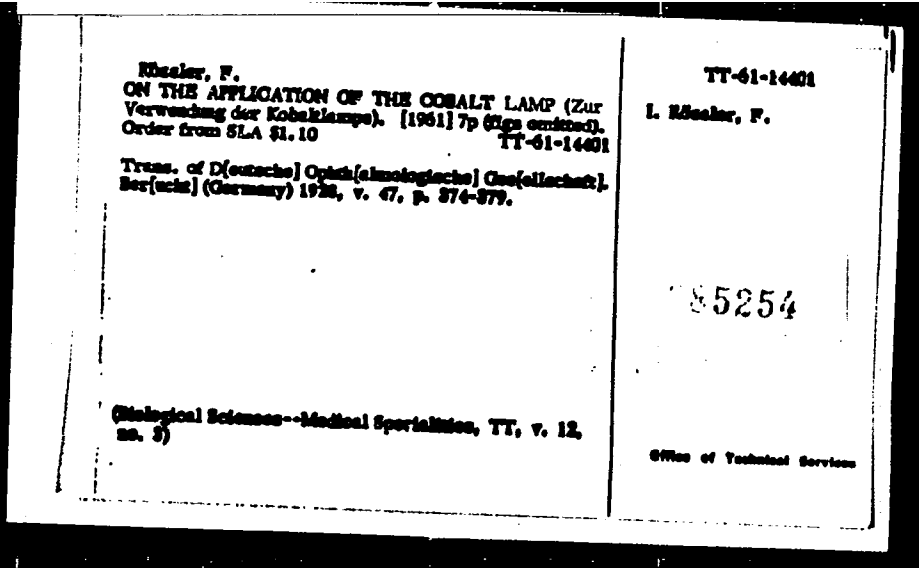 Rössler, F.
ON THE APPLICATION OF THE COBALT LAMP (Zur
Verwendung der Kobaltlampe). [1961] 7p (figs omitted).
Order from SLA $1.10 TT-61-14401
Trans. of D[eutsche] Ophth[almologische] Ges[ellschaft].
Ber[icht] (Germany) 1928, v. 47, p. 374-379.
(Biological Sciences--Medical Specialities, TT, v. 12,
no. 3)
TT-61-14401
I. Rössler, F.
85254
Office of Technical Services